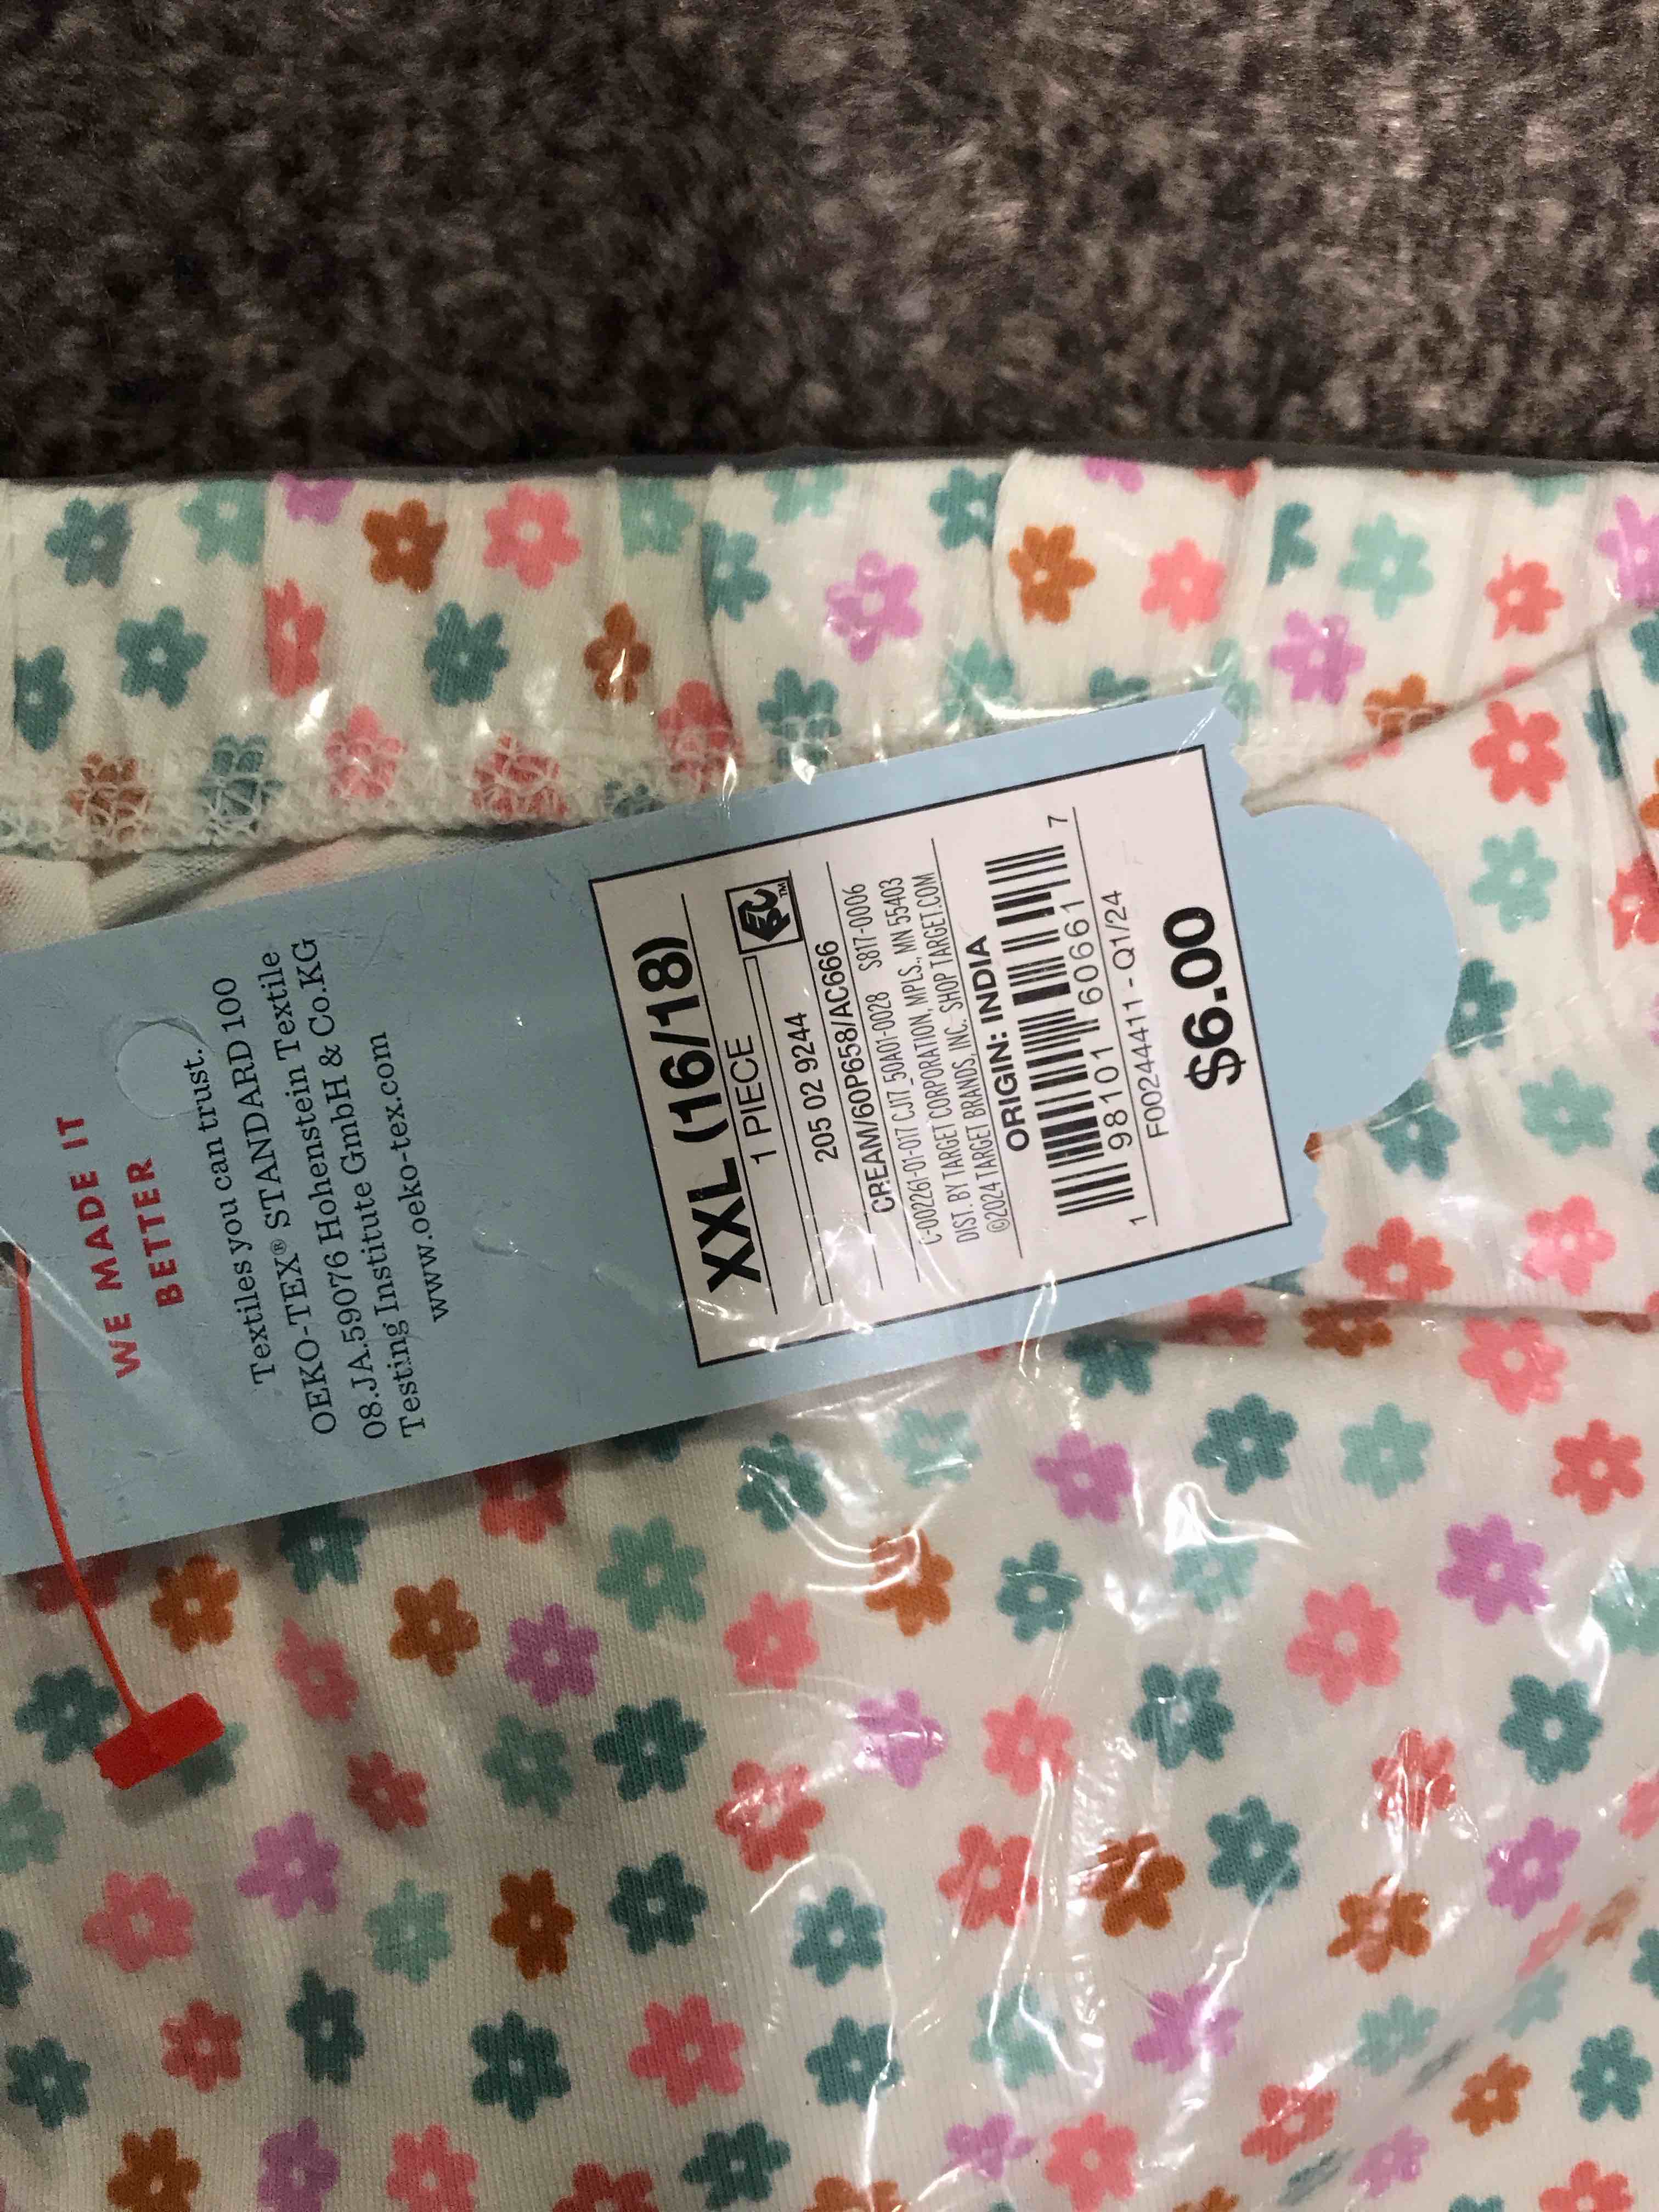 WE MADE IT
BETTER
Textiles you can trust.
OEKO-TEX® STANDARD 100
08.JA.59076 Hohenstein Textile
Testing Institute GmbH & Co.KG
www.oeko-tex.com
XXL (16/18)
1 PIECE
TM
205 02 9244
CREAM/60P658/AC666
C-002261-01-017 CJ17_50A01-0028 S817-0006
DIST. BY TARGET CORPORATION, MPLS., MN 55403
©2024 TARGET BRANDS, INC. SHOP TARGET.COM
ORIGIN: INDIA
1 98101 60661 7
F00244411 - Q1/24
$6.00